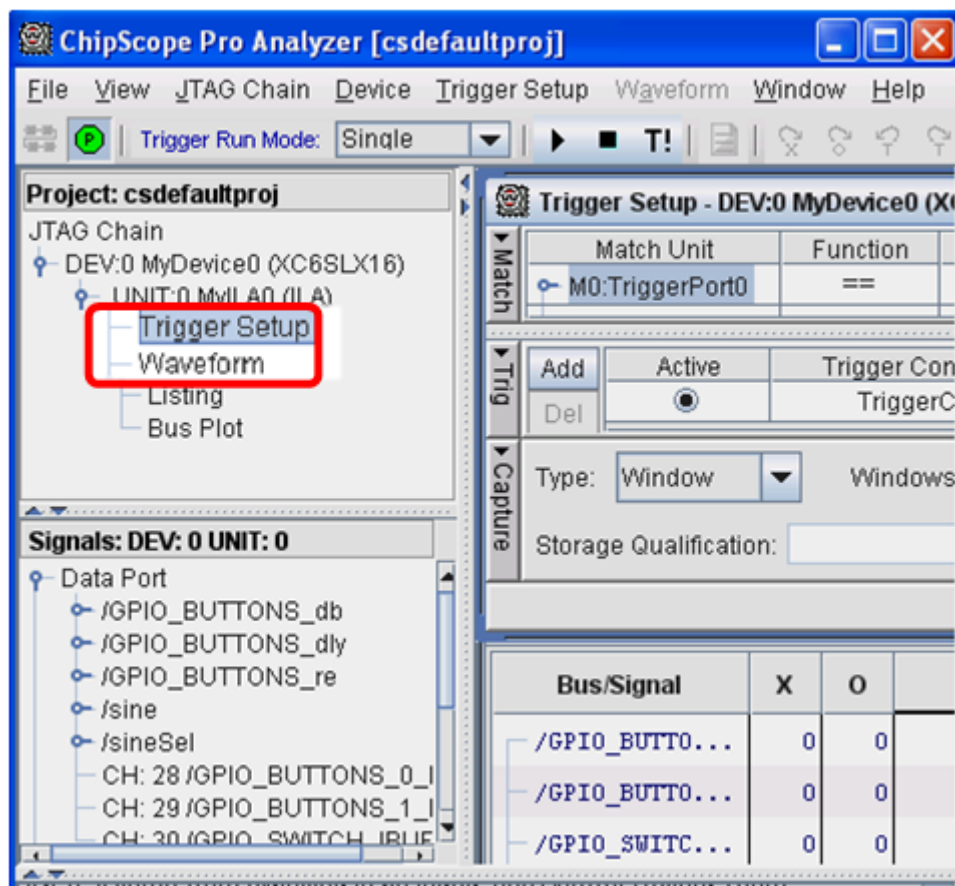 ChipScope Pro Analyzer [csdefaultproj]
File View JTAG Chain Device Trigger Setup Waveform Window Help
Trigger Run Mode: Single T!
Project: csdefaultproj
JTAG Chain
DEV:0 MyDevice0 (XC6SLX16)
UNIT:0 MyILA0 (ILA)
Trigger Setup
Waveform
Listing
Bus Plot
Signals: DEV: 0 UNIT: 0
Data Port
/GPIO_BUTTONS_db
/GPIO_BUTTONS_dly
/GPIO_BUTTONS_re
/sine
/sineSel
CH: 28 /GPIO_BUTTONS_0_I
CH: 29 /GPIO_BUTTONS_1_I
CH: 30 /GPIO_SWITCH_IBUF
Trigger Setup - DEV:0 MyDevice0 (XC
Match
Match Unit Function
M0:TriggerPort0 ==
Trig
Add Active Trigger Con
Del TriggerC
Capture
Type: Window Windows
Storage Qualification:
Bus/Signal X O
/GPIO_BUTTO... 0 0
/GPIO_BUTTO... 0 0
/GPIO_SWITC... 0 0